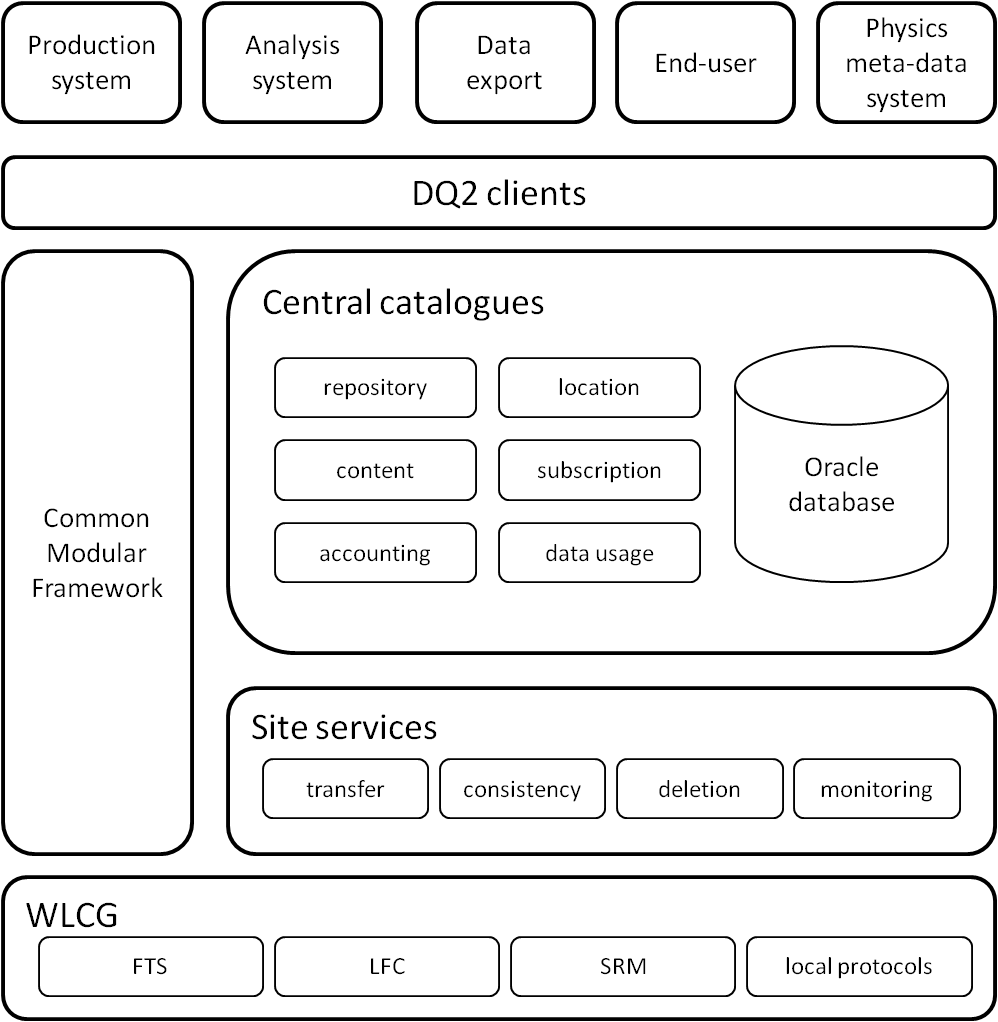 Production
system
Analysis
system
Data
export
End-user
Physics
meta-data
system
DQ2 clients
Common
Modular
Framework
Central catalogues
repository
location
content
subscription
accounting
data usage
Oracle
database
Site services
transfer
consistency
deletion
monitoring
WLCG
FTS
LFC
SRM
local protocols